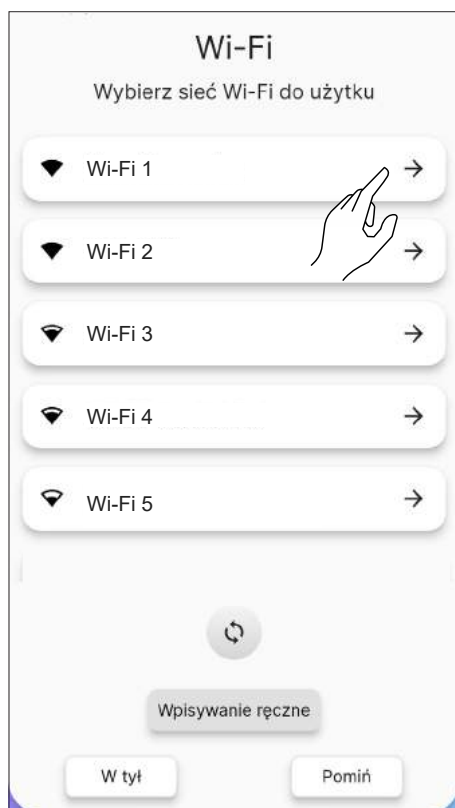 Wi-Fi
Wybierz sieć Wi-Fi do użytku
Wi-Fi 1
Wi-Fi 2
Wi-Fi 3
Wi-Fi 4
Wi-Fi 5
Wpisywanie ręczne
W tył
Pomiń